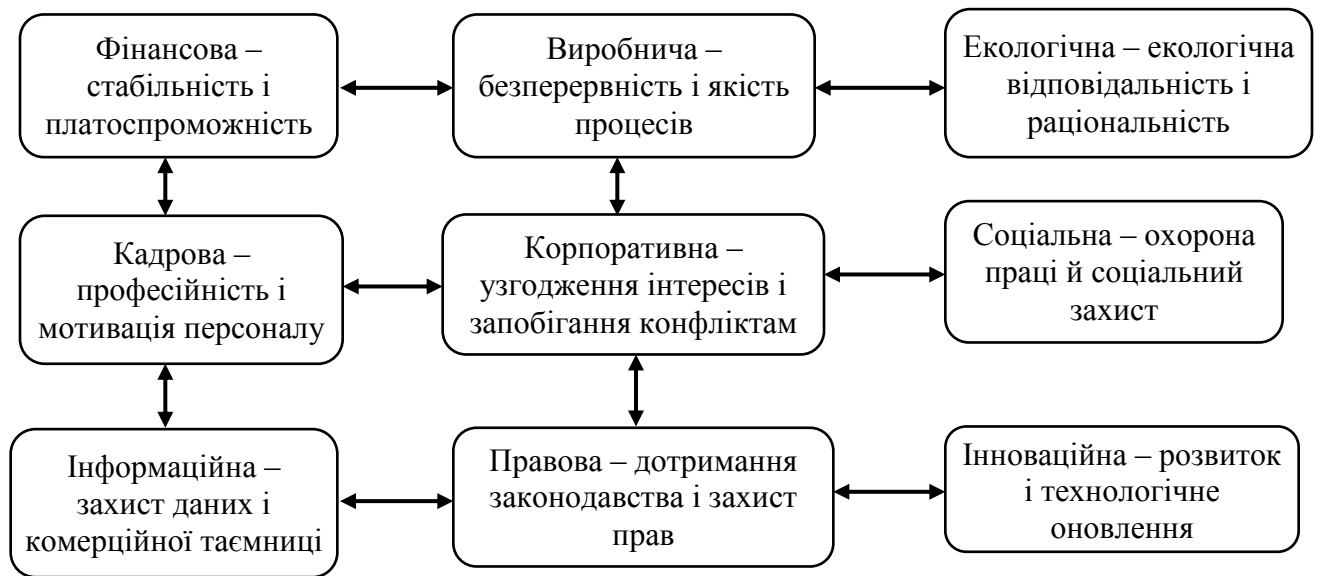 Фінансова –
стабільність і
платоспроможність
Виробнича –
безперервність і якість
процесів
Екологічна – екологічна
відповідальність і
раціональність
Кадрова –
професійність і
мотивація персоналу
Корпоративна –
узгодження інтересів і
запобігання конфліктам
Соціальна – охорона
праці й соціальний
захист
Інформаційна –
захист даних і
комерційної таємниці
Правова – дотримання
законодавства і захист
прав
Інноваційна – розвиток
і технологічне
оновлення